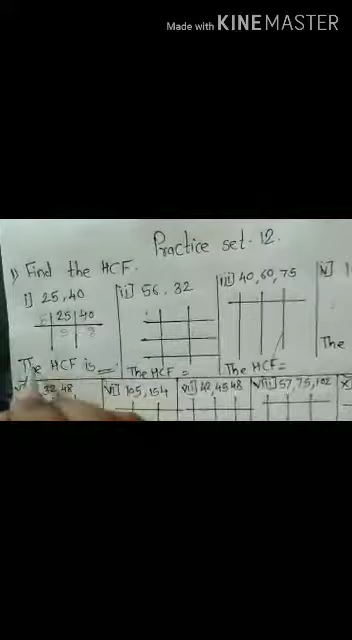 Made with KINEMASTER
Practice set-12.
1) Find the HCF.
i] 25,40
ii] 56, 32
iii] 40,60,75
25 | 40
5 8
The HCF is =
The HCF =
The HCF=
The
32,48
vi] 105, 154
vii] 42, 45 48
viii] 57, 75, 102